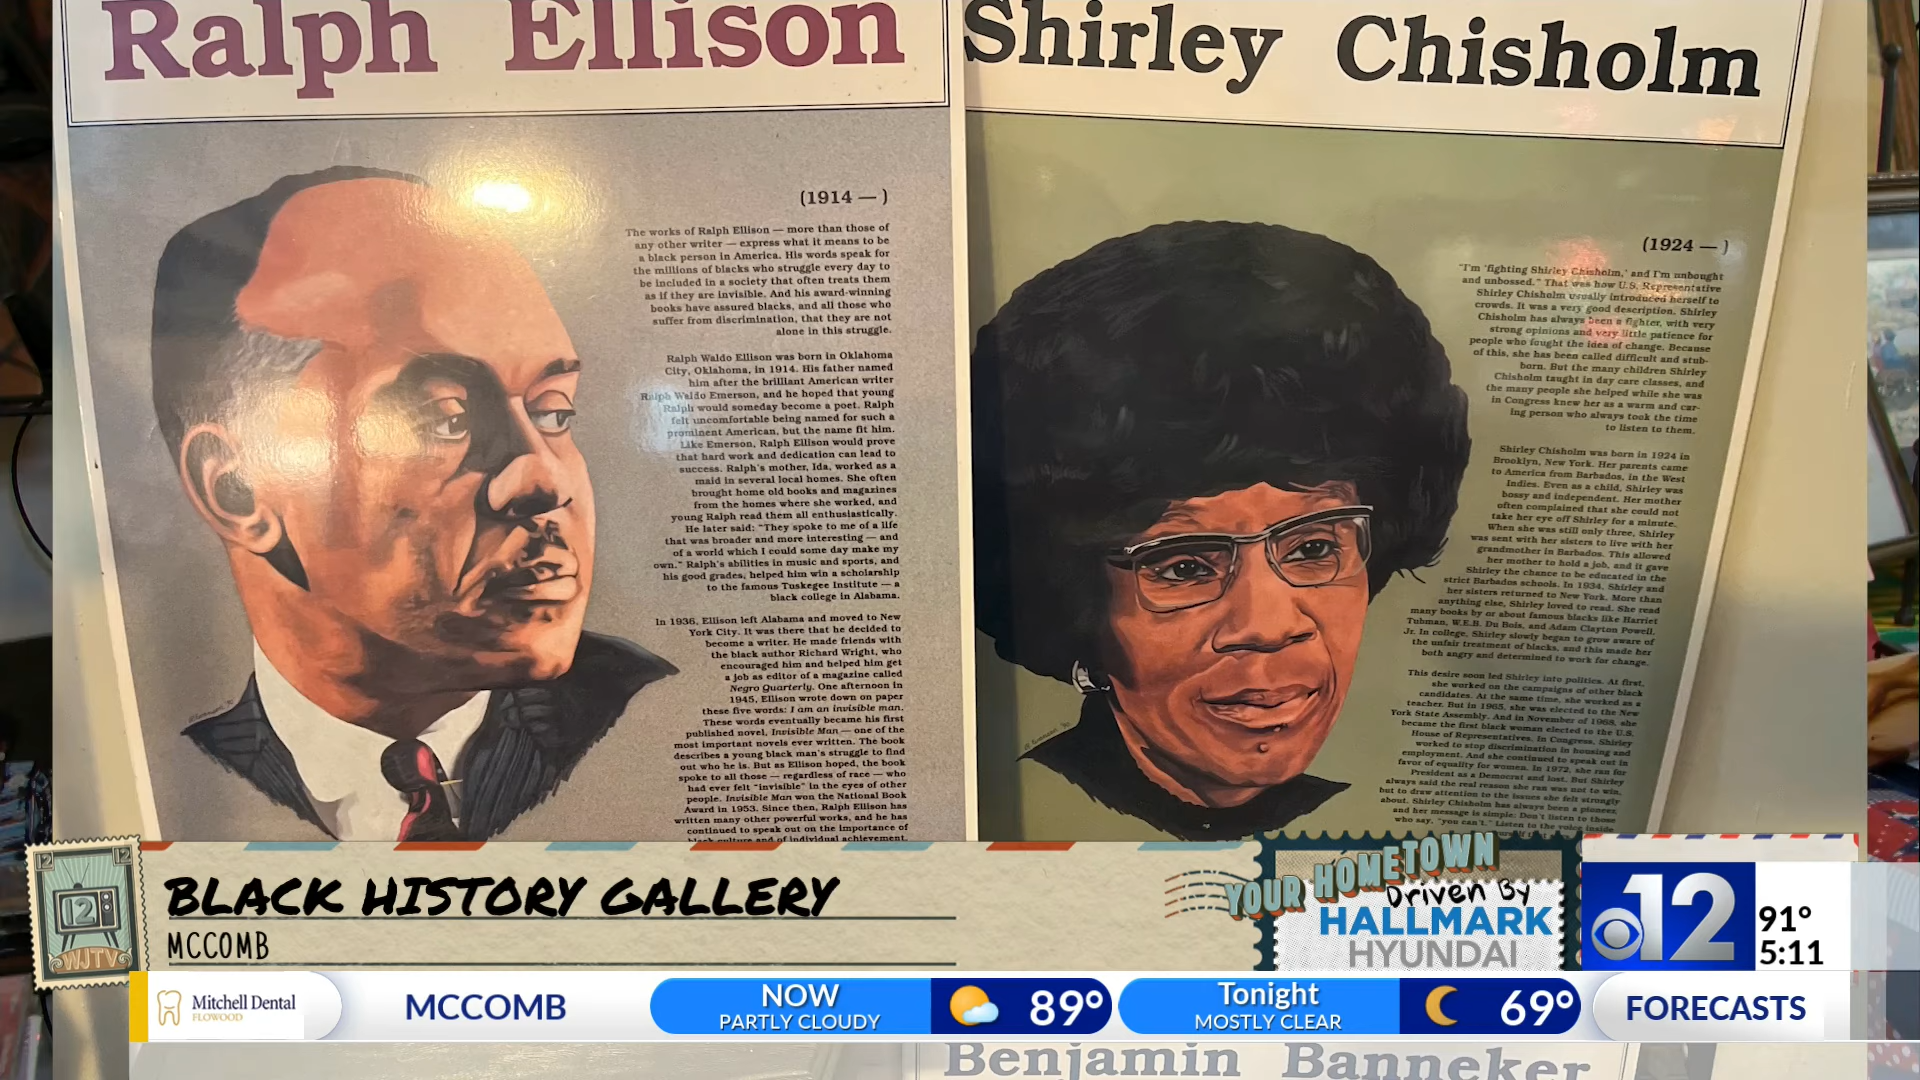 Ralph Ellison
(1914 — )
The works of Ralph Ellison — more than those of
any other writer — express what it means to be
a black person in America. His words speak for
the millions of blacks who struggle every day to
be included in a society that often treats them
as if they are invisible. And his award-winning
books have assured blacks, and all those who
suffer from discrimination, that they are not
alone in this struggle.
Ralph Waldo Ellison was born in Oklahoma
City, Oklahoma, in 1914. His father named
him after the brilliant American writer
Ralph Waldo Emerson, and he hoped that young
Ralph would someday become a poet. Ralph
felt uncomfortable being named for such a
prominent American, but the name fit him.
Like Emerson, Ralph Ellison would prove
that hard work and dedication can lead to
success. Ralph's mother, Ida, worked as a
maid in several local homes. She often
brought home old books and magazines
from the homes where she worked, and
young Ralph read them all enthusiastically.
He later said: "They spoke to me of a life
that was broader and more interesting — and
of a world which I could some day make my
own." Ralph's abilities in music and sports, and
his good grades, helped him win a scholarship
to the famous Tuskegee Institute — a
black college in Alabama.
In 1936, Ellison left Alabama and moved to New
York City. It was there that he decided to
become a writer. He made friends with
the black author Richard Wright, who
encouraged him and helped him get
a job as editor of a magazine called
Negro Quarterly. One afternoon in
1945, Ellison wrote down on paper
these five words: I am an invisible man.
These words eventually became his first
published novel, Invisible Man — one of the
most important novels ever written. The book
describes a young black man's struggle to find
out who he is. But as Ellison hoped, the book
spoke to all those — regardless of race — who
had ever felt "invisible" in the eyes of other
people. Invisible Man won the National Book
Award in 1953. Since then, Ralph Ellison has
written many other powerful works, and he has
continued to speak out on the importance of
black culture and of individual achievement.
Shirley Chisholm
(1924 — )
"I'm 'fighting Shirley Chisholm,' and I'm unbought
and unbossed." That was how U.S. Representative
Shirley Chisholm usually introduced herself to
crowds. It was a very good description. Shirley
Chisholm has always been a fighter, with very
strong opinions and very little patience for
people who fought the idea of change. Because
of this, she has been called difficult and stub-
born. But the many children Shirley
Chisholm taught in day care classes, and
the many people she helped while she was
in Congress knew her as a warm and car-
ing person who always took the time
to listen to them.
Shirley Chisholm was born in 1924 in
Brooklyn, New York. Her parents came
to America from Barbados, in the West
Indies. Even as a child, Shirley was
bossy and independent. Her mother
often complained that she could not
take her eye off Shirley for a minute.
When she was still only three, Shirley
was sent with her sisters to live with her
grandmother in Barbados. This allowed
her mother to hold a job, and it gave
Shirley the chance to be educated in the
strict Barbados schools. In 1934, Shirley and
her sisters returned to New York. More than
anything else, Shirley loved to read. She read
many books by or about famous blacks like Harriet
Tubman, W.E.B. Du Bois, and Adam Clayton Powell,
Jr. In college, Shirley slowly began to grow aware of
the unfair treatment of blacks, and this made her
both angry and determined to work for change.
This desire soon led Shirley into politics. At first,
she worked on the campaigns of other black
candidates. At the same time, she worked as a
teacher. But in 1965, she was elected to the New
York State Assembly. And in November of 1968, she
became the first black woman elected to the U.S.
House of Representatives. In Congress, Shirley
worked to stop discrimination in housing and
employment. And she continued to speak out in
favor of equality for women. In 1972, she ran for
President as a Democrat and lost. But Shirley
always said the real reason she ran was not to win,
but to draw attention to the issues she felt strongly
about. Shirley Chisholm has always been a pioneer,
and her message is simple: Don't listen to those
who say, "you can't." Listen to the voice inside
BLACK HISTORY GALLERY
MCCOMB
12 12
12
WJTV
YOUR HOMETOWN
Driven By
HALLMARK
HYUNDAI
12
91°
5:11
Mitchell Dental
FLOWOOD
MCCOMB
NOW
PARTLY CLOUDY
89°
Tonight
MOSTLY CLEAR
69°
FORECASTS
Benjamin Banneker